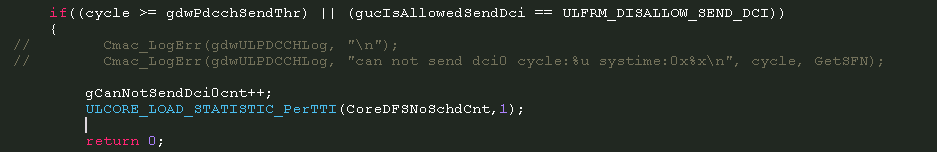 if((cycle >= gdwPdcchSendThr) || (gucIsAllowedSendDci == ULFRM_DISALLOW_SEND_DCI))
{
// Cmac_LogErr(gdwULPDCCHLog, "\n");
// Cmac_LogErr(gdwULPDCCHLog, "can not send dci0 cycle:%u systime:0x%x\n", cycle, GetSFN);
gCanNotSendDci0cnt++;
ULCORE_LOAD_STATISTIC_PerTTI(CoreDFSNoSchdCnt,1);
return 0;